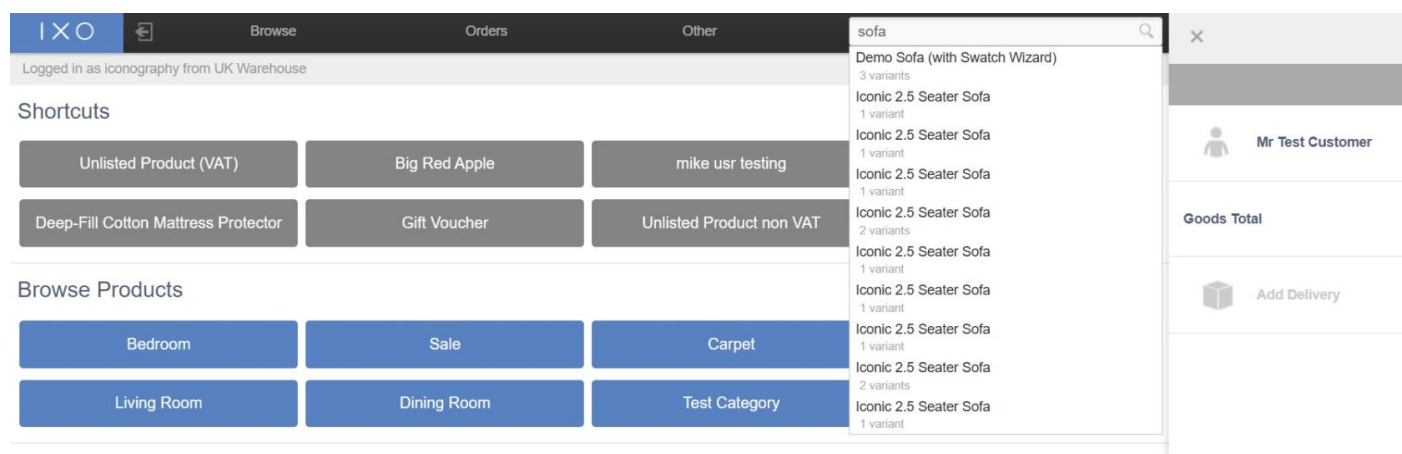 IXO Browse Orders Other sofa
Logged in as iconography from UK Warehouse
Shortcuts
Unlisted Product (VAT) Big Red Apple mike usr testing
Deep-Fill Cotton Mattress Protector Gift Voucher Unlisted Product non VAT
Browse Products
Bedroom Sale Carpet
Living Room Dining Room Test Category
Demo Sofa (with Swatch Wizard)
3 variants
Iconic 2.5 Seater Sofa
1 variant
Iconic 2.5 Seater Sofa
1 variant
Iconic 2.5 Seater Sofa
1 variant
Iconic 2.5 Seater Sofa
2 variants
Iconic 2.5 Seater Sofa
1 variant
Iconic 2.5 Seater Sofa
1 variant
Iconic 2.5 Seater Sofa
1 variant
Iconic 2.5 Seater Sofa
2 variants
Iconic 2.5 Seater Sofa
1 variant
Mr Test Customer
Goods Total
Add Delivery